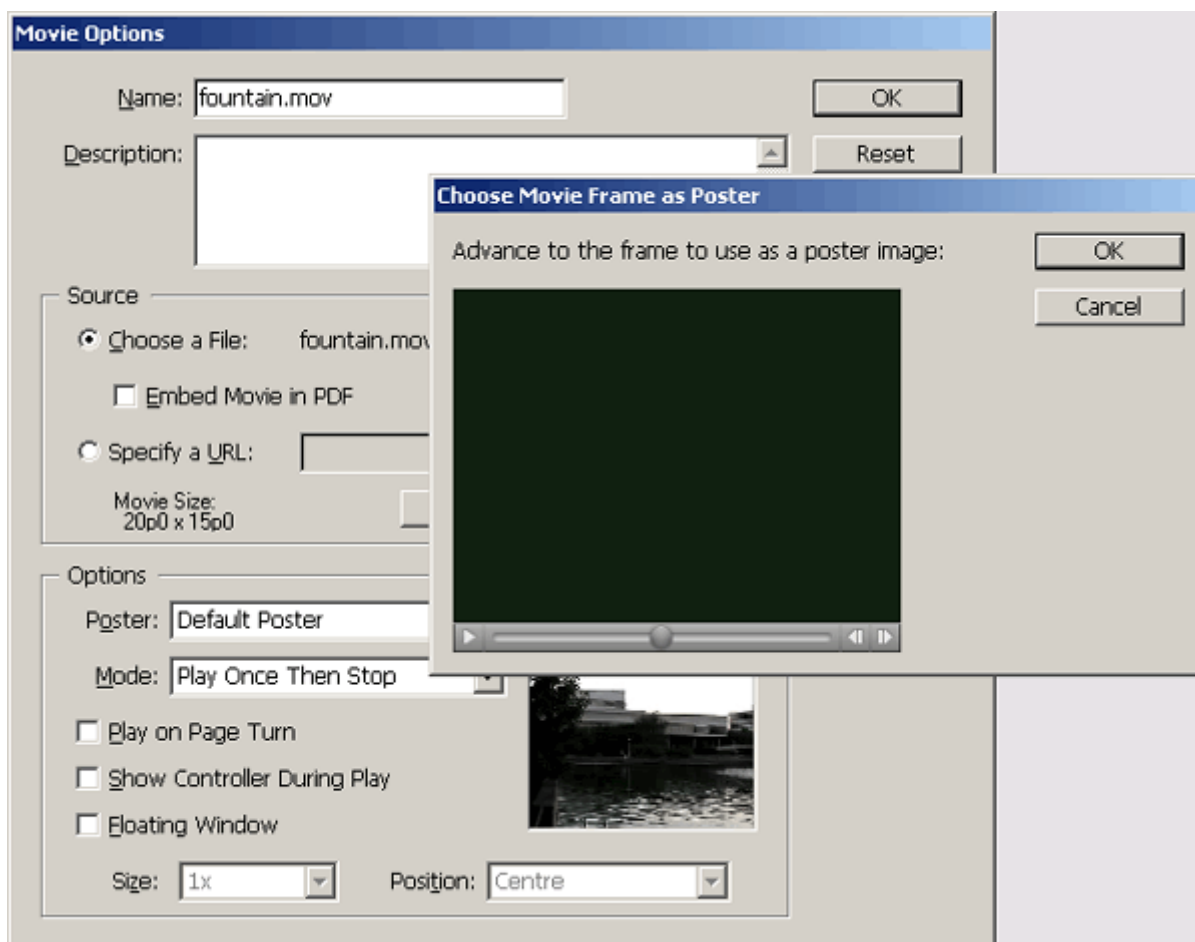 Movie Options
Name: fountain.mov OK
Description: Reset
Choose Movie Frame as Poster
Advance to the frame to use as a poster image: OK
Cancel
Source
Choose a File: fountain.mov
Embed Movie in PDF
Specify a URL:
Movie Size:
20p0 x 15p0
Options
Poster: Default Poster
Mode: Play Once Then Stop
Play on Page Turn
Show Controller During Play
Floating Window
Size: 1x Position: Centre